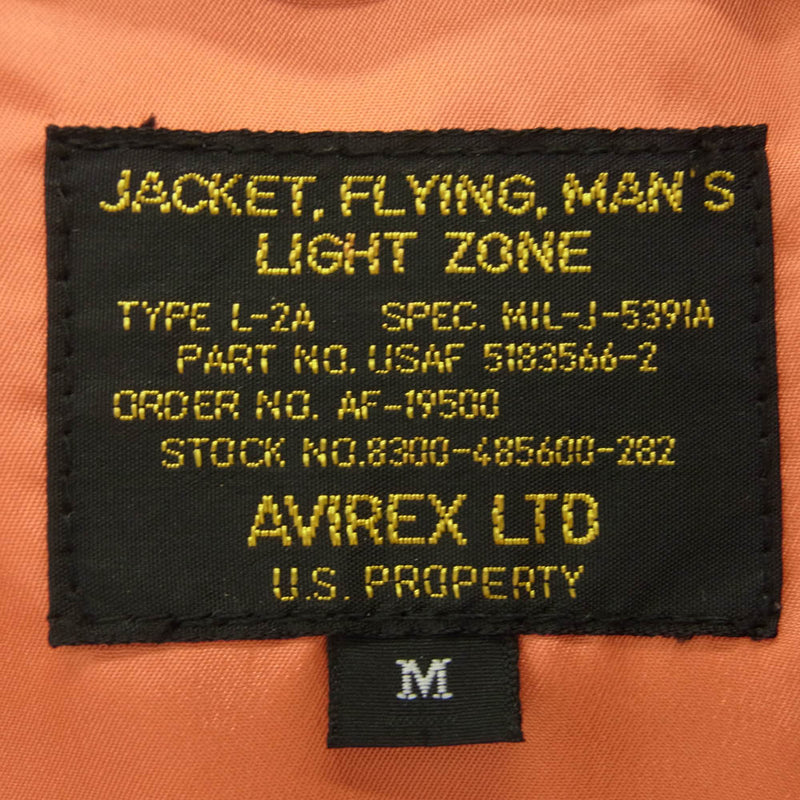 JACKET, FLYING, MAN'S
LIGHT ZONE
TYPE L-2A SPEC. MIL-J-5391A
PART NO. USAF 5183566-2
ORDER NO. AF-19500
STOCK NO.8300-485600-282
AVIREX LTD
U.S. PROPERTY
M